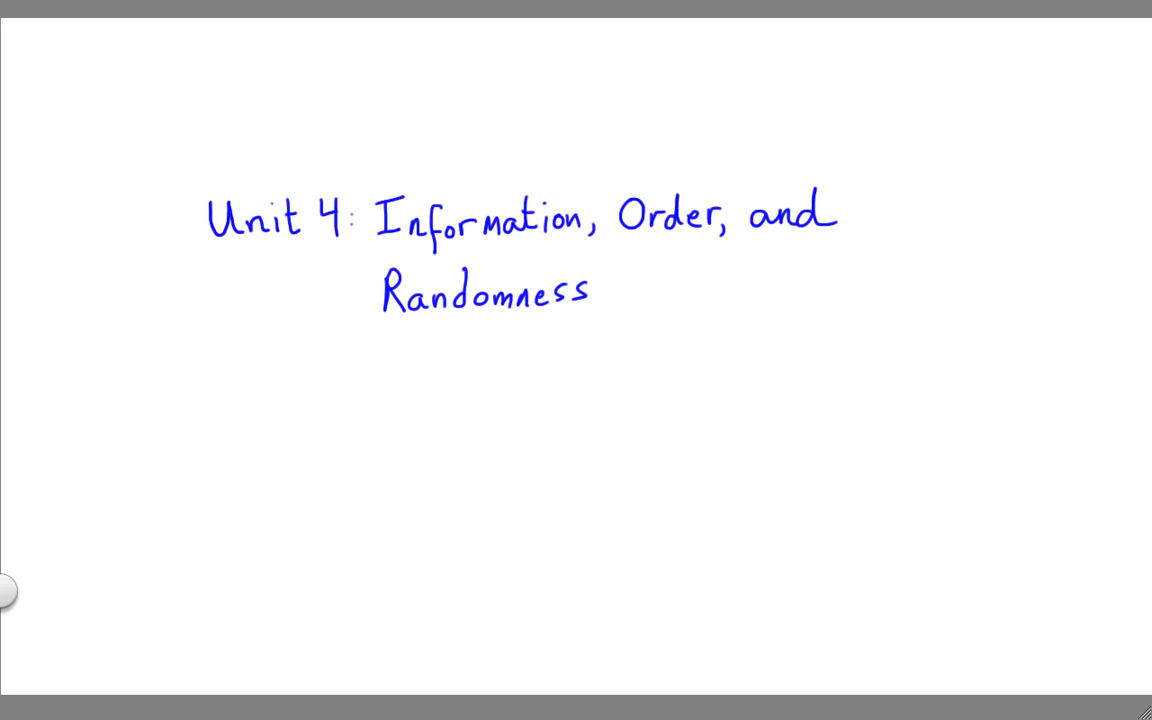 Unit 4: Information, Order, and
Randomness